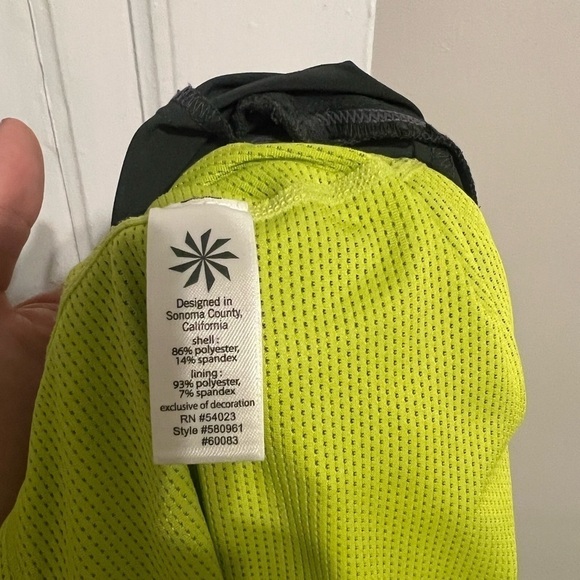 Designed in
Sonoma County,
California
shell :
86% polyester,
14% spandex
lining :
93% polyester,
7% spandex
exclusive of decoration
RN #54023
Style #580961
#60083